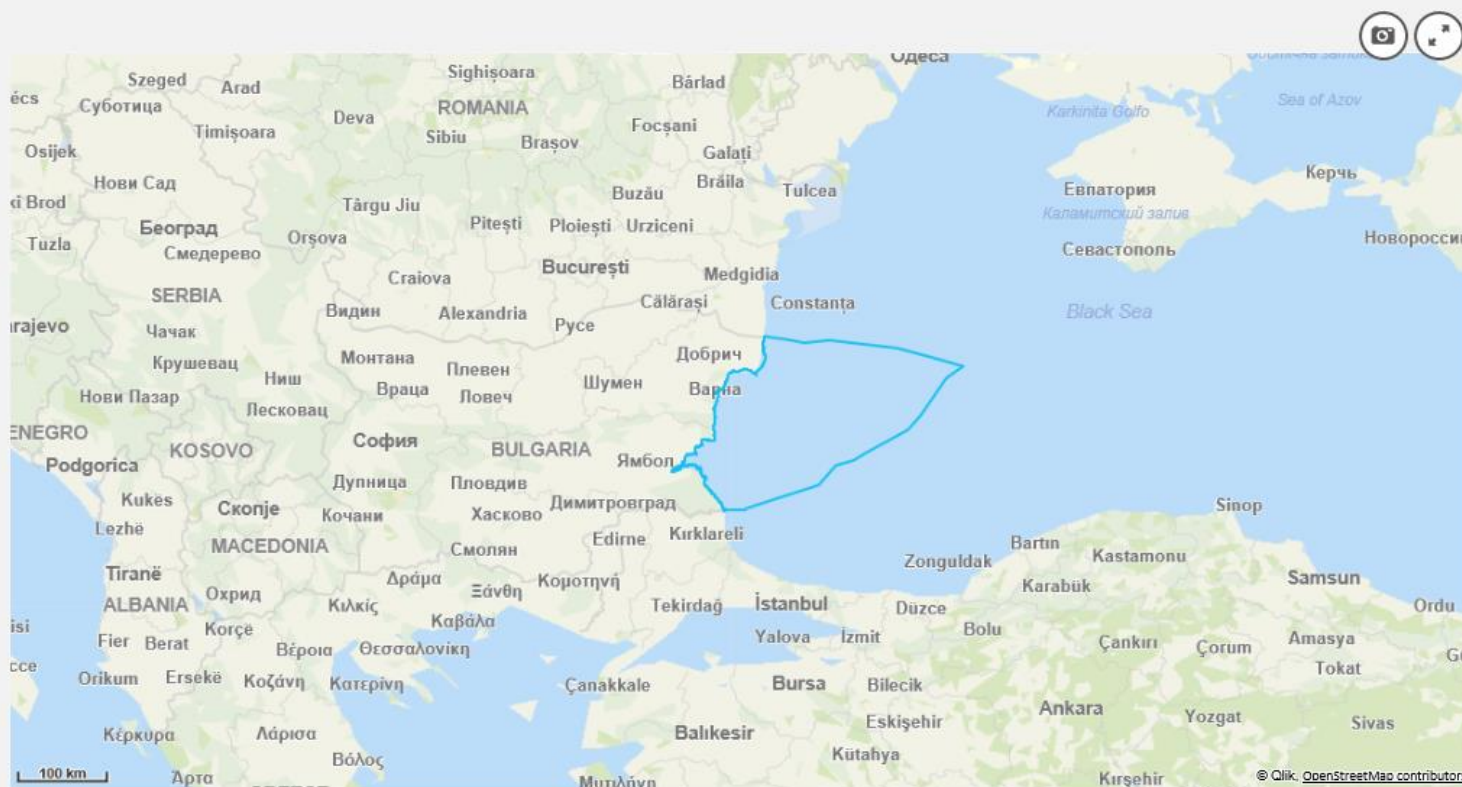 Одеса
Sighișoara
Szeged
Arad
Bârlad
Sea of Azov
Суботица
ROMANIA
Karkinita Golfo
Deva
Timișoara
Sibiu
Brașov
Focșani
Osijek
Galați
Нови Сад
Brăila
Tulcea
Керчь
Евпатория
Buzău
Târgu Jiu
Каламитский залив
Београд
Pitești
Ploiești
Urziceni
Tuzla
Orșova
Смедерево
Севастополь
București
Medgidia
Craiova
SERBIA
Călărași
Constanța
Видин
Alexandria
Русе
Black Sea
Чачак
Добрич
Монтана
Крушевац
Плевен
Ниш
Шумен
Враца
Варна
Нови Пазар
Ловеч
Лесковац
София
KOSOVO
BULGARIA
Podgorica
Ямбол
Дупница
Пловдив
Kukës
Скопје
Димитровград
Sinop
Кочани
Хасково
Lezhë
Edirne
Kırklareli
MACEDONIA
Смолян
Bartın
Kastamonu
Zonguldak
Tiranë
Δράμα
Κομοτηνή
Karabük
Samsun
Охрид
Ξάνθη
ALBANIA
Κιλκίς
Tekirdağ
İstanbul
Düzce
Ordu
Korçë
Καβάλα
Bolu
Fier
Berat
Yalova
İzmit
Çankırı
Çorum
Amasya
Βέροια
Θεσσαλονίκη
Tokat
Orikum
Ersekë
Κοζάνη
Κατερίνη
Çanakkale
Bursa
Bilecik
Ankara
Yozgat
Sivas
Eskişehir
Κέρκυρα
Λάρισα
Balıkesir
Βόλος
Kütahya
100 km
Άρτα
Μυτιλήνη
Kırşehir
© Qlik, OpenStreetMap contributor